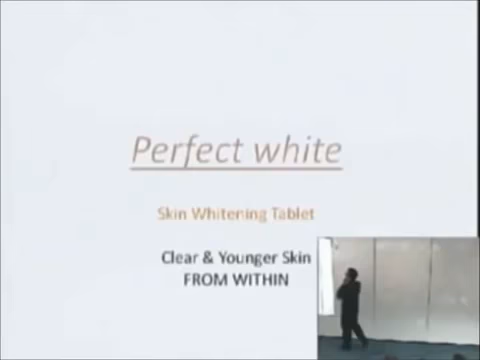 Perfect white
Skin Whitening Tablet
Clear & Younger Skin
FROM WITHIN